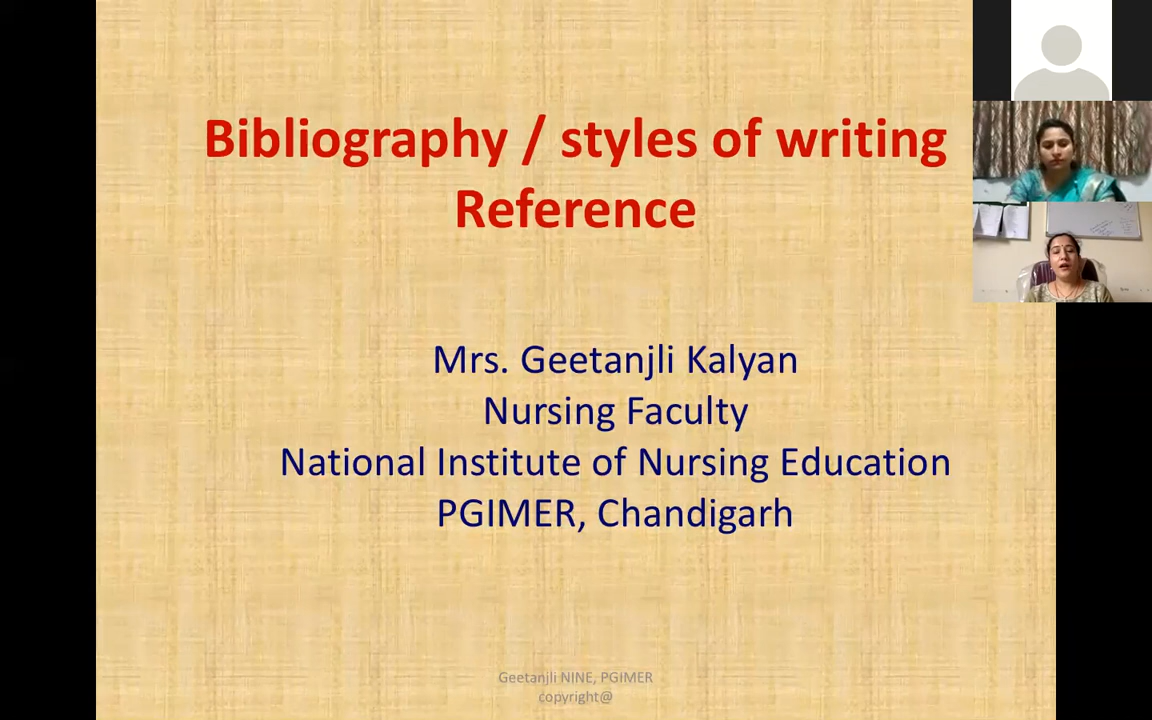 Bibliography / styles of writing
Reference
Mrs. Geetanjli Kalyan
Nursing Faculty
National Institute of Nursing Education
PGIMER, Chandigarh
Geetanjli NINE, PGIMER
copyright@